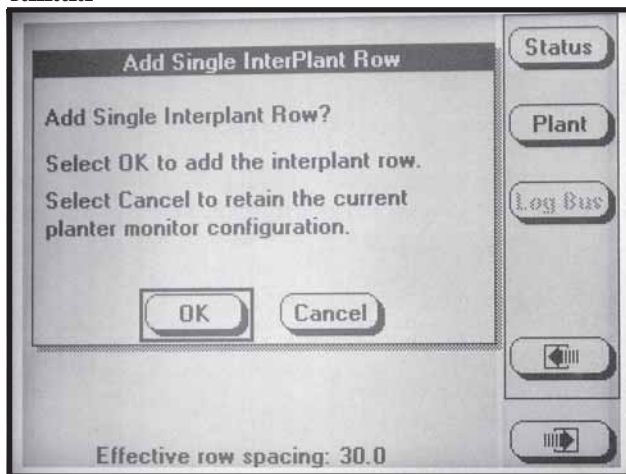 Add Single InterPlant Row
Add Single Interplant Row?
Select OK to add the interplant row.
Select Cancel to retain the current
planter monitor configuration.
OK
Cancel
Effective row spacing: 30.0
Status
Plant
Log Bus